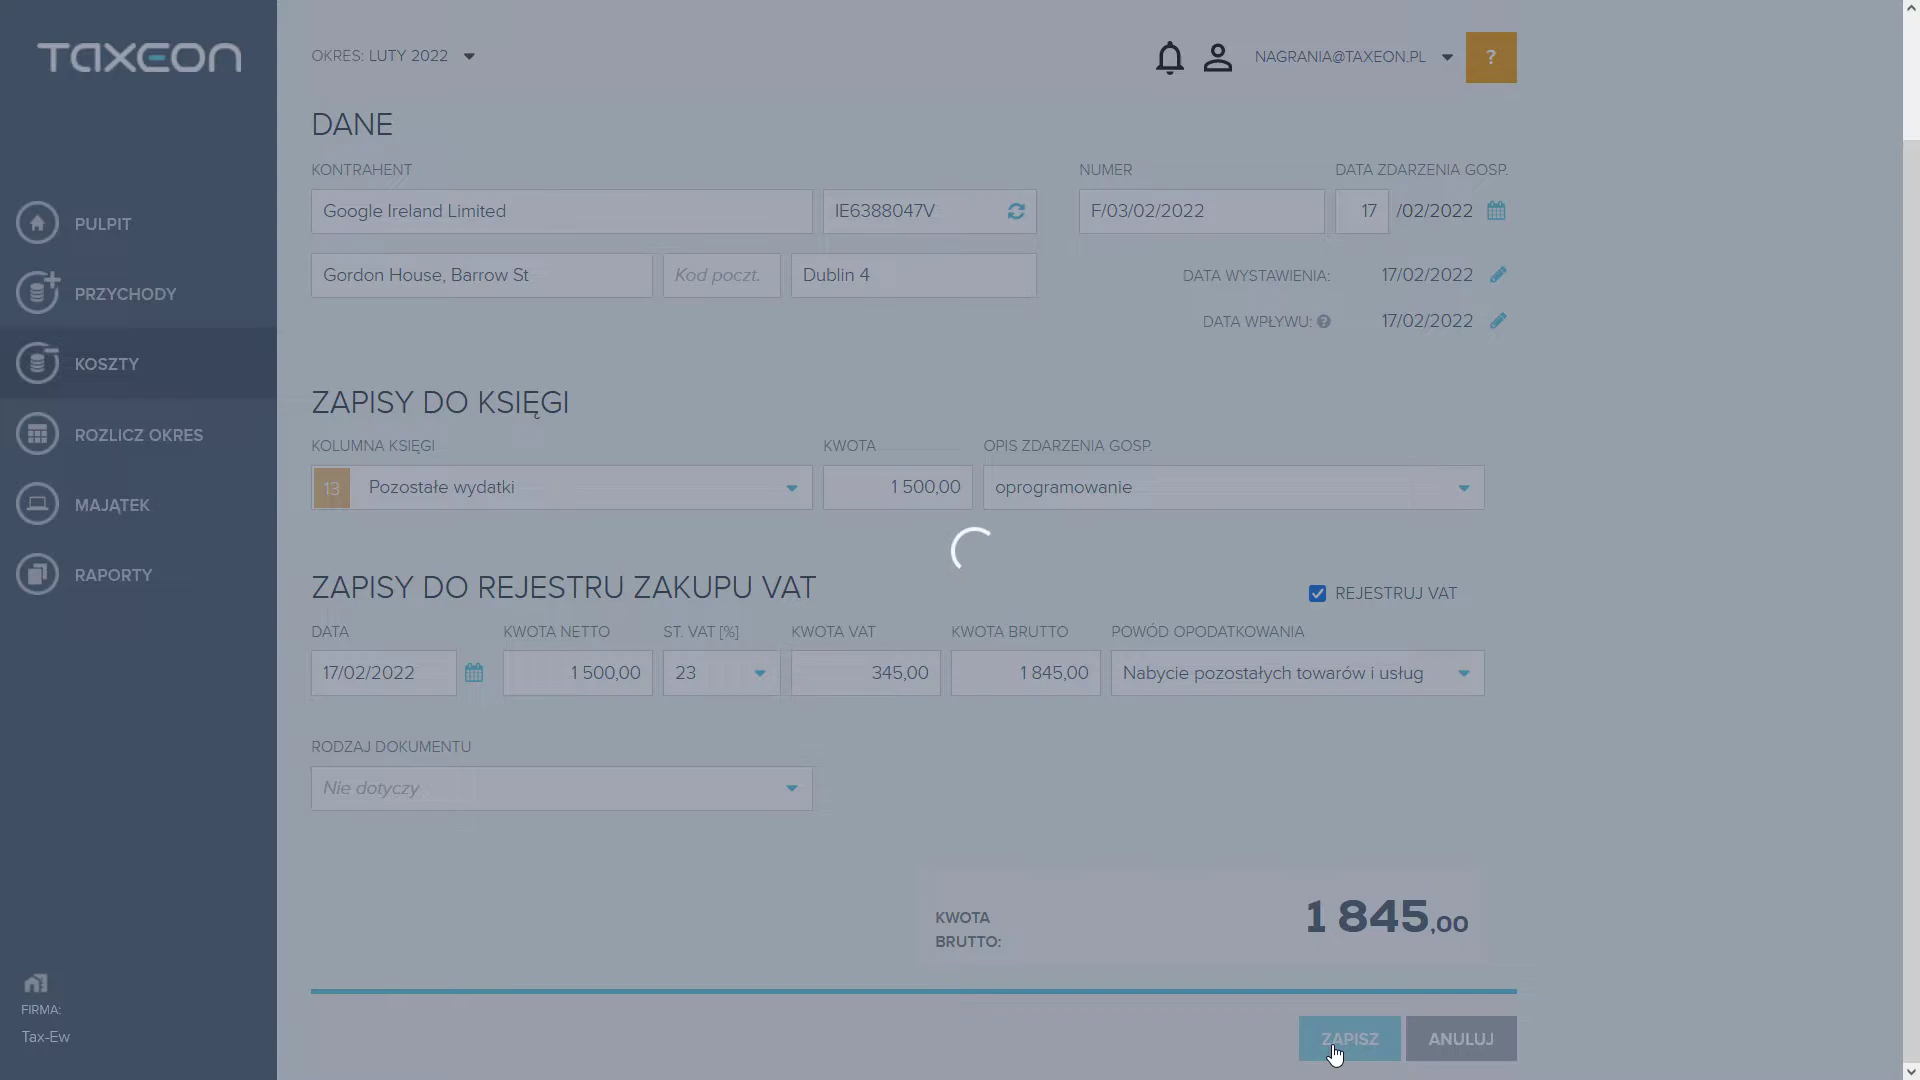 TAXEON
OKRES: LUTY 2022
NAGRANIA@TAXEON.PL
?
PULPIT
PRZYCHODY
KOSZTY
ROZLICZ OKRES
MAJĄTEK
RAPORTY
FIRMA:
Tax-Ew
DANE
KONTRAHENT
NUMER
DATA ZDARZENIA GOSP.
Google Ireland Limited
IE6388047V
F/03/02/2022
17 /02/2022
Gordon House, Barrow St
Kod poczt.
Dublin 4
DATA WYSTAWIENIA: 17/02/2022
DATA WPŁYWU: ? 17/02/2022
ZAPISY DO KSIĘGI
KOLUMNA KSIĘGI
KWOTA
OPIS ZDARZENIA GOSP.
13 Pozostałe wydatki
1 500,00
oprogramowanie
ZAPISY DO REJESTRU ZAKUPU VAT
REJESTRUJ VAT
DATA
KWOTA NETTO
ST. VAT [%]
KWOTA VAT
KWOTA BRUTTO
POWÓD OPODATKOWANIA
17/02/2022
1 500,00
23
345,00
1 845,00
Nabycie pozostałych towarów i usług
RODZAJ DOKUMENTU
Nie dotyczy
KWOTA
BRUTTO:
1 845,00
ZAPISZ
ANULUJ